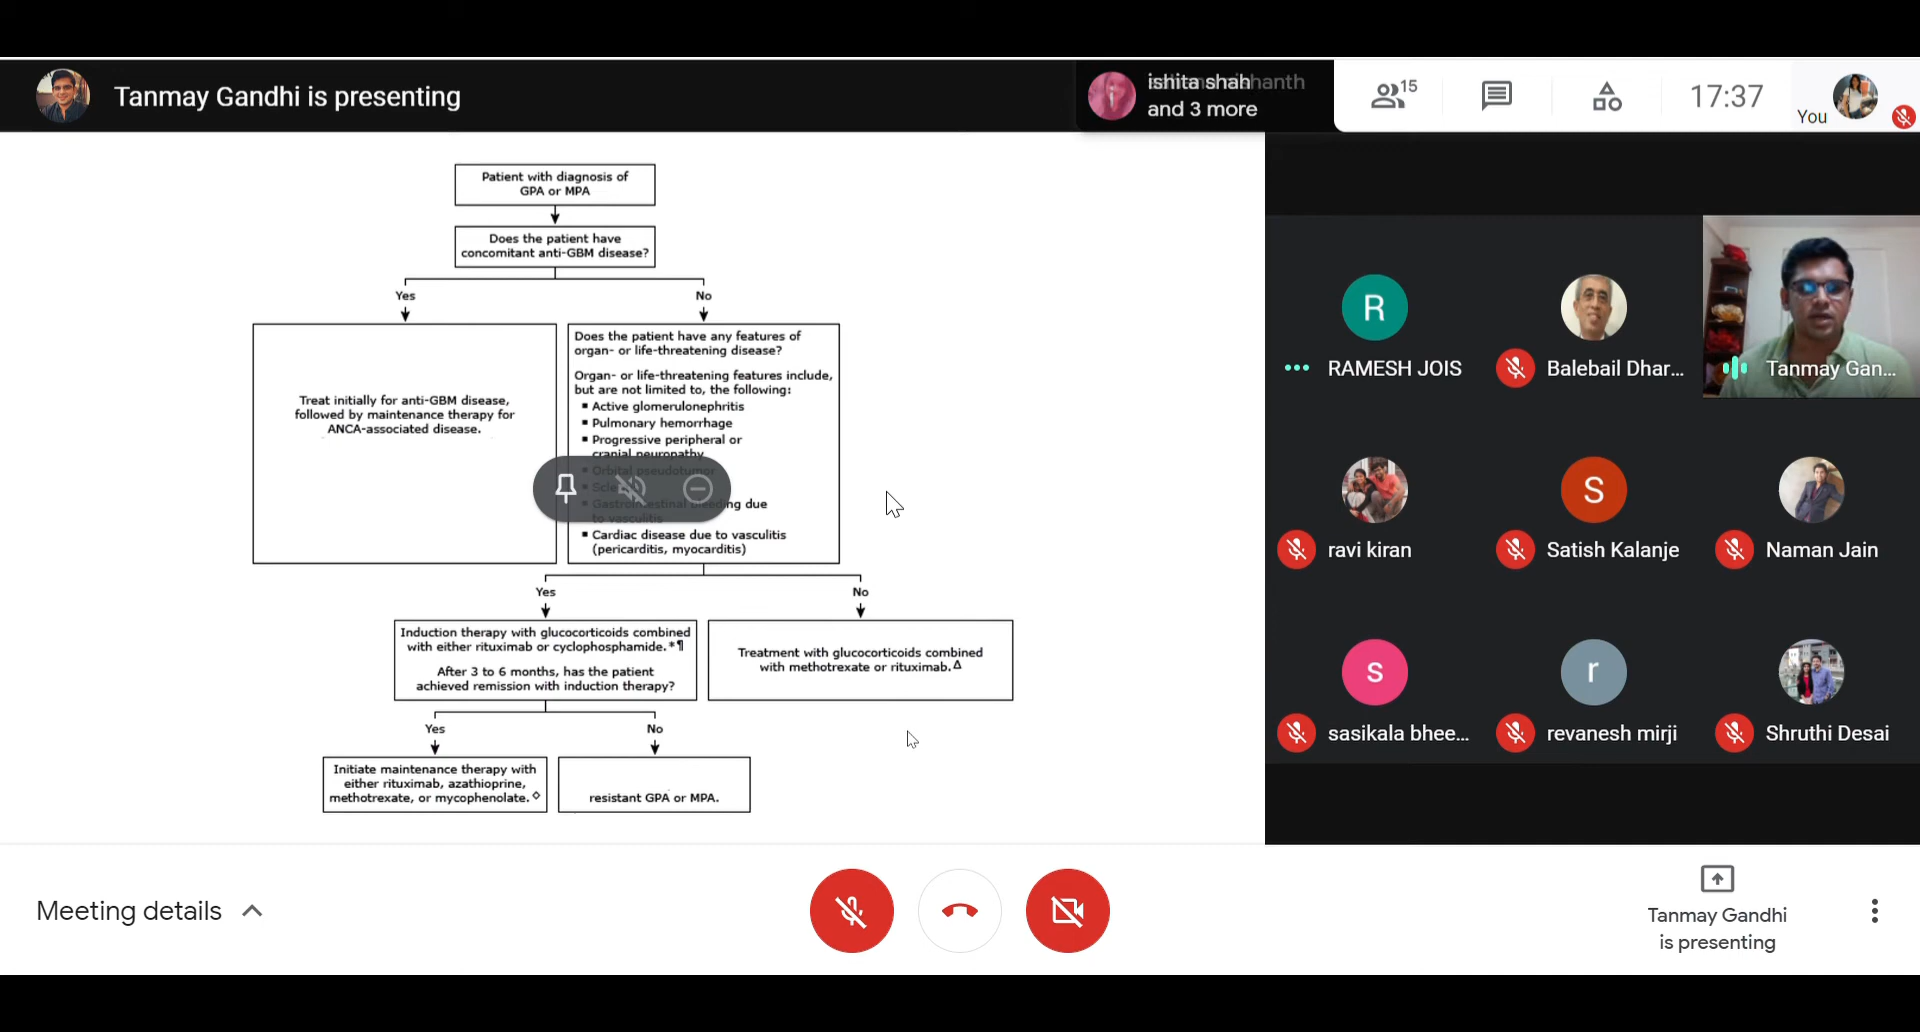 Tanmay Gandhi is presenting
ishita shah
and 3 more
15
17:37
You
Patient with diagnosis of
GPA or MPA
Does the patient have
concomitant anti-GBM disease?
Yes
No
Treat initially for anti-GBM disease,
followed by maintenance therapy for
ANCA-associated disease.
Does the patient have any features of
organ- or life-threatening disease?
Organ- or life-threatening features include,
but are not limited to, the following:
▪ Active glomerulonephritis
▪ Pulmonary hemorrhage
▪ Progressive peripheral or
cranial neuropathy
▪ Orbital pseudotumor
▪ Gastrointestinal bleeding due
to vasculitis
▪ Cardiac disease due to vasculitis
(pericarditis, myocarditis)
Yes
No
Induction therapy with glucocorticoids combined
with either rituximab or cyclophosphamide.*¶
After 3 to 6 months, has the patient
achieved remission with induction therapy?
Treatment with glucocorticoids combined
with methotrexate or rituximab.Δ
Yes
No
Initiate maintenance therapy with
either rituximab, azathioprine,
methotrexate, or mycophenolate.◇
resistant GPA or MPA.
R
RAMESH JOIS
Balebail Dhar...
Tanmay Gan...
ravi kiran
S
Satish Kalanje
Naman Jain
s
sasikala bhee...
r
revanesh mirji
Shruthi Desai
Meeting details
Tanmay Gandhi
is presenting